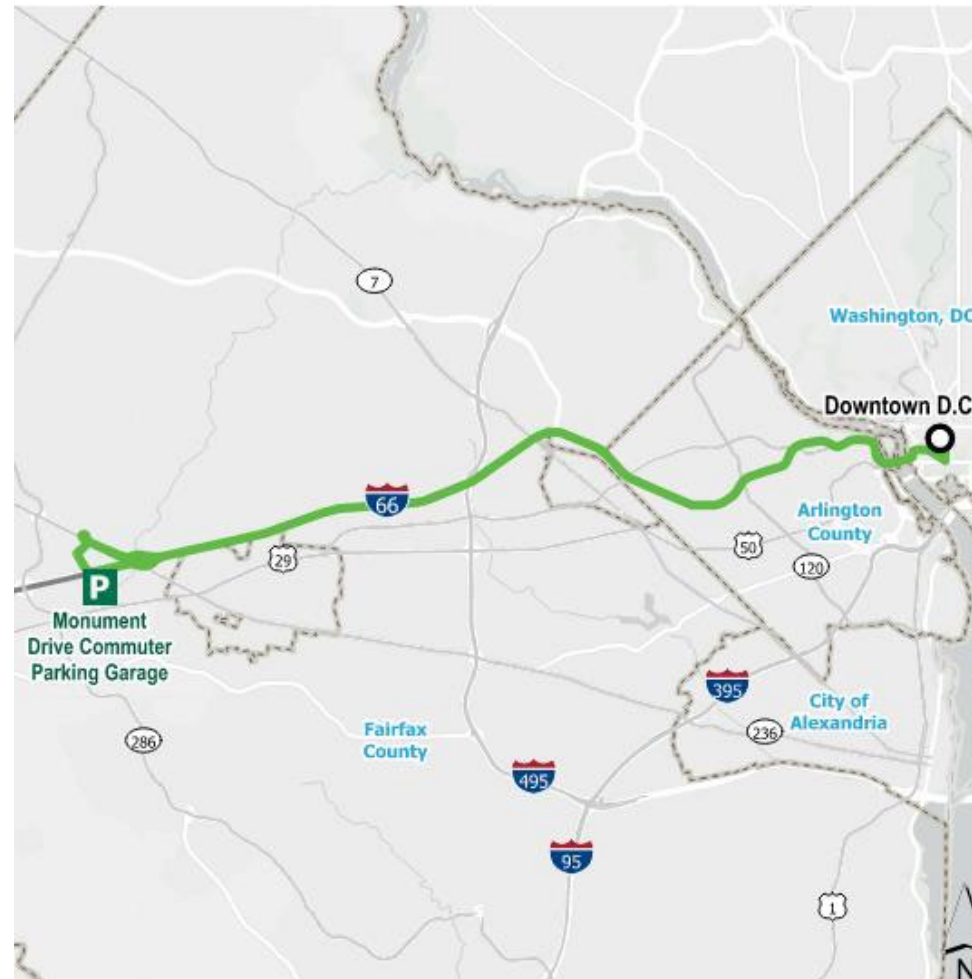 7
Washington, DC
Downtown D.C
66
Arlington
County
50
29
120
P
Monument
Drive Commuter
Parking Garage
395
City of
Alexandria
286
Fairfax
County
236
495
95
1
N